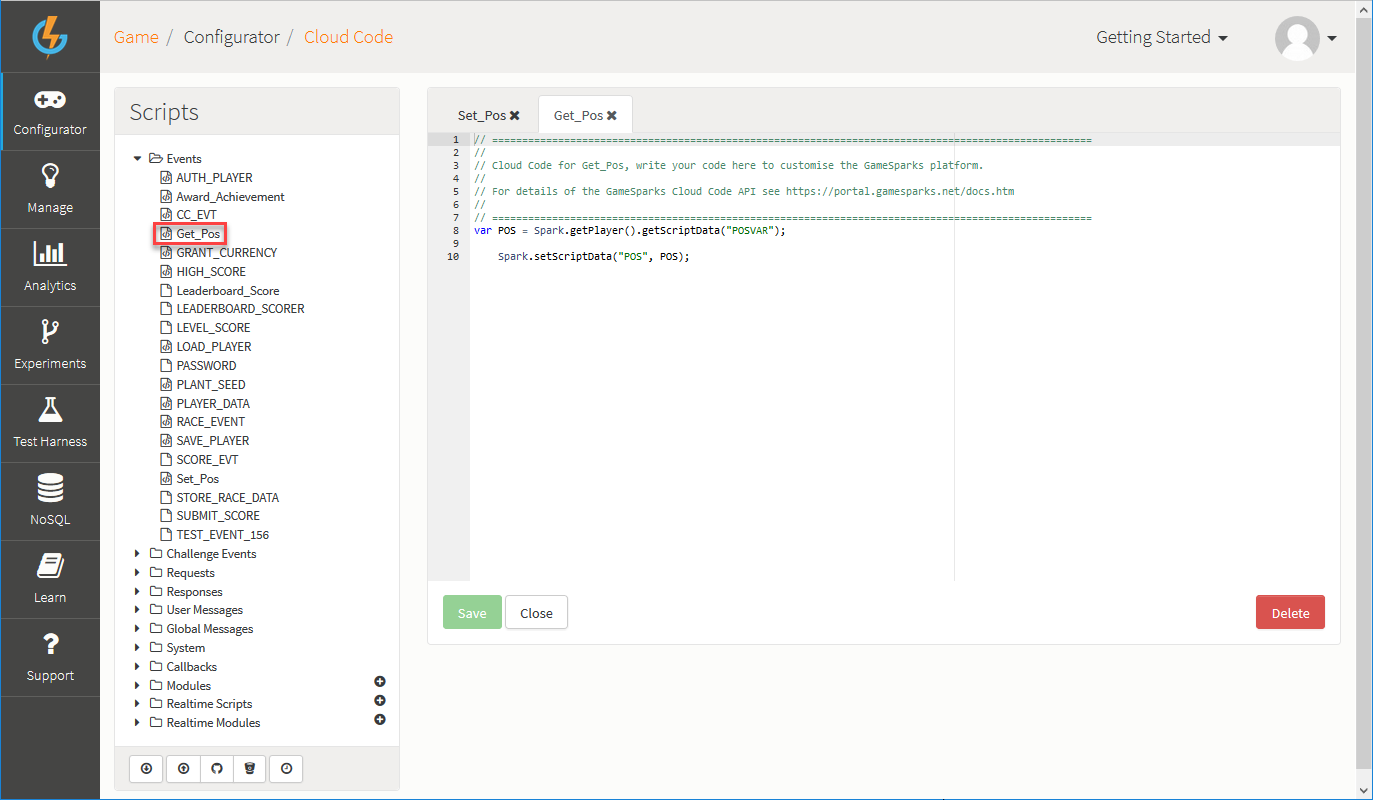 Game / Configurator / Cloud Code
Getting Started
Configurator
Manage
Analytics
Experiments
Test Harness
NoSQL
Learn
Support
Scripts
Events
AUTH_PLAYER
Award_Achievement
CC_EVT
Get_Pos
GRANT_CURRENCY
HIGH_SCORE
Leaderboard_Score
LEADERBOARD_SCORER
LEVEL_SCORE
LOAD_PLAYER
PASSWORD
PLANT_SEED
PLAYER_DATA
RACE_EVENT
SAVE_PLAYER
SCORE_EVT
Set_Pos
STORE_RACE_DATA
SUBMIT_SCORE
TEST_EVENT_156
Challenge Events
Requests
Responses
User Messages
Global Messages
System
Callbacks
Modules
Realtime Scripts
Realtime Modules
Set_Pos Get_Pos
1 // ====================================================================================================
2 //
3 // Cloud Code for Get_Pos, write your code here to customise the GameSparks platform.
4 //
5 // For details of the GameSparks Cloud Code API see https://portal.gamesparks.net/docs.htm
6 //
7 // ====================================================================================================
8 var POS = Spark.getPlayer().getScriptData("POSVAR");
9
10 Spark.setScriptData("POS", POS);
Save Close Delete